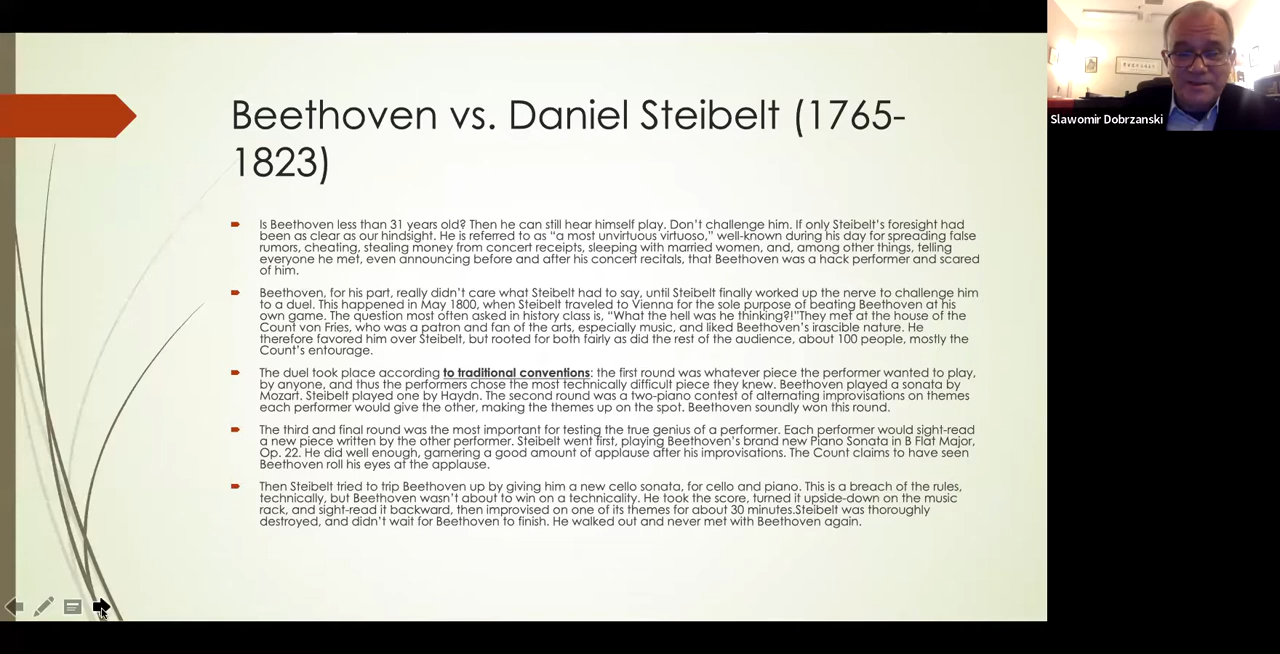 Beethoven vs. Daniel Steibelt (1765-
1823)
Is Beethoven less than 31 years old? Then he can still hear himself play. Don't challenge him. If only Steibelt's foresight had
been as clear as our hindsight. He is referred to as “a most unvirtuous virtuoso,” well-known during his day for spreading false
rumors, cheating, stealing money from concert receipts, sleeping with married women, and, among other things, telling
everyone he met, even announcing before and after his concert recitals, that Beethoven was a hack performer and scared
of him.
Beethoven, for his part, really didn't care what Steibelt had to say, until Steibelt finally worked up the nerve to challenge him
to a duel. This happened in May 1800, when Steibelt traveled to Vienna for the sole purpose of beating Beethoven at his
own game. The question most often asked in history class is, “What the hell was he thinking?!”They met at the house of the
Count von Fries, who was a patron and fan of the arts, especially music, and liked Beethoven's irascible nature. He
therefore favored him over Steibelt, but rooted for both fairly as did the rest of the audience, about 100 people, mostly the
Count's entourage.
The duel took place according to traditional conventions: the first round was whatever piece the performer wanted to play,
by anyone, and thus the performers chose the most technically difficult piece they knew. Beethoven played a sonata by
Mozart. Steibelt played one by Haydn. The second round was a two-piano contest of alternating improvisations on themes
each performer would give the other, making the themes up on the spot. Beethoven soundly won this round.
The third and final round was the most important for testing the true genius of a performer. Each performer would sight-read
a new piece written by the other performer. Steibelt went first, playing Beethoven's brand new Piano Sonata in B Flat Major,
Op. 22. He did well enough, garnering a good amount of applause after his improvisations. The Count claims to have seen
Beethoven roll his eyes at the applause.
Then Steibelt tried to trip Beethoven up by giving him a new cello sonata, for cello and piano. This is a breach of the rules,
technically, but Beethoven wasn't about to win on a technicality. He took the score, turned it upside-down on the music
rack, and sight-read it backward, then improvised on one of its themes for about 30 minutes.Steibelt was thoroughly
destroyed, and didn't wait for Beethoven to finish. He walked out and never met with Beethoven again.
Slawomir Dobrzanski